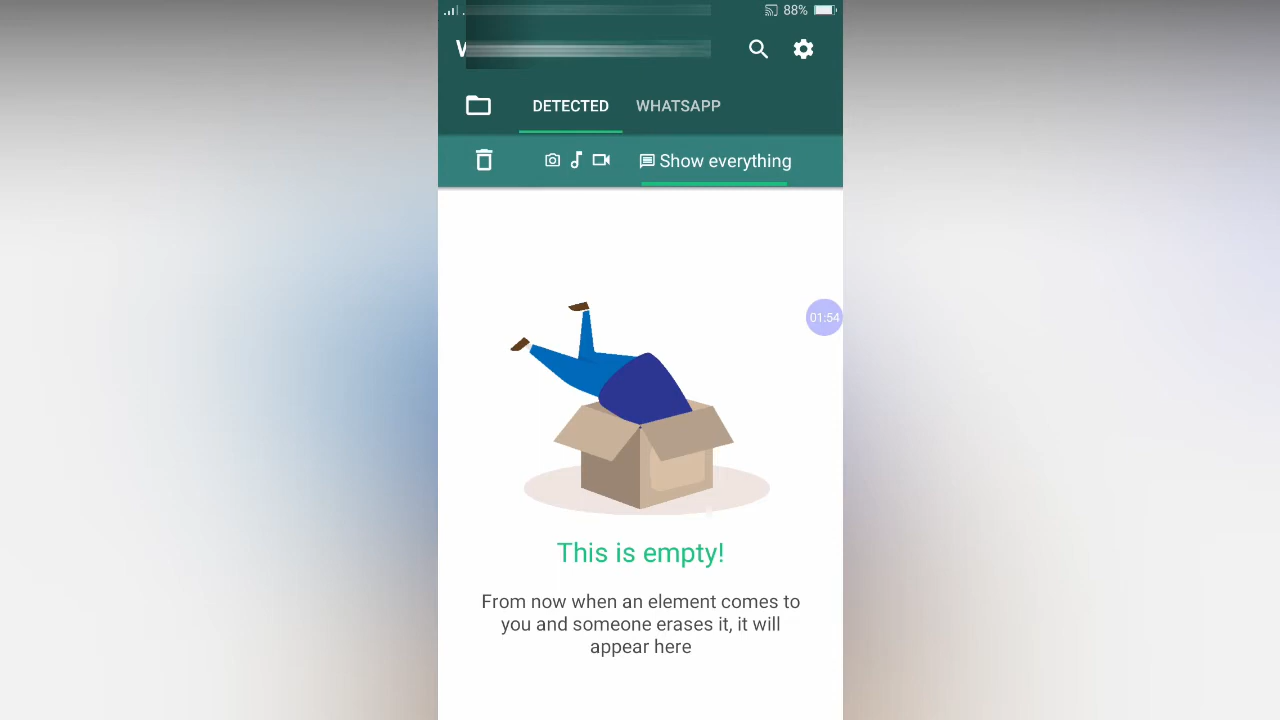 88%
DETECTED WHATSAPP
Show everything
01:54
This is empty!
From now when an element comes to
you and someone erases it, it will
appear here